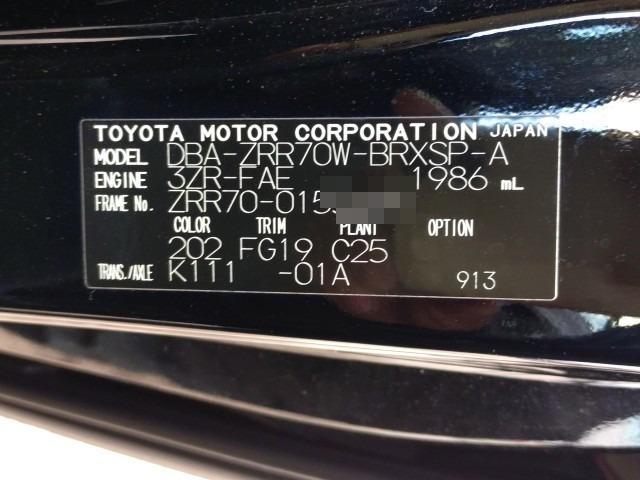 TOYOTA MOTOR CORPORATION JAPAN
MODEL DBA-ZRR70W-BRXSP-A
ENGINE 3ZR-FAE 1986 mL
FRAME No. ZRR70-015
COLOR TRIM PLANT OPTION
202 FG19 C25
TRANS./AXLE K111 -01A 913